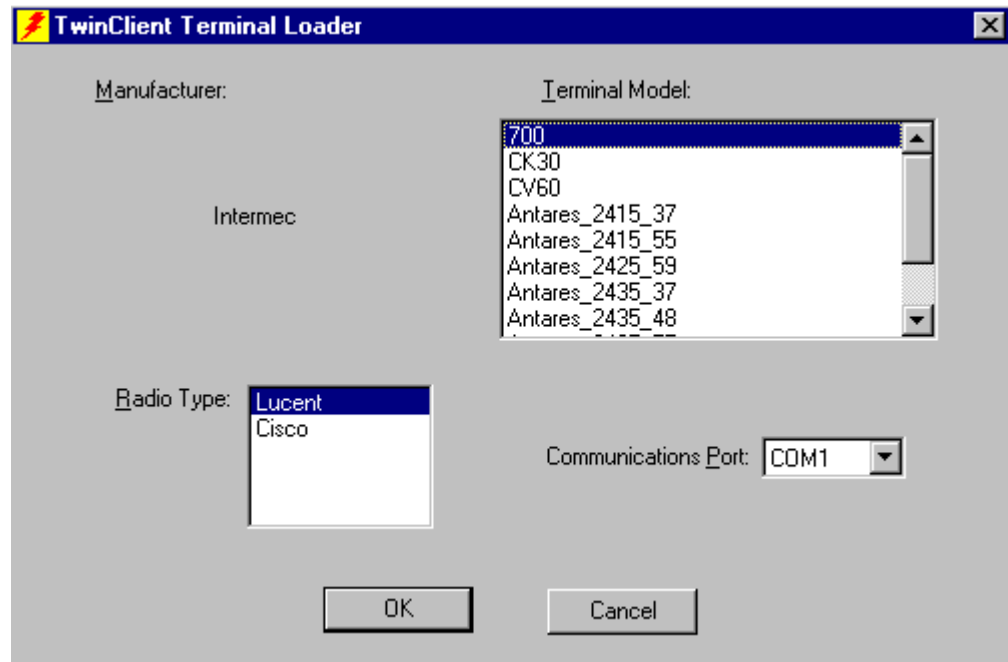 TwinClient Terminal Loader
Manufacturer:
Terminal Model:
Intermec
700
CK30
CV60
Antares_2415_37
Antares_2415_55
Antares_2425_59
Antares_2435_37
Antares_2435_48
Radio Type:
Lucent
Cisco
Communications Port:
COM1
OK
Cancel